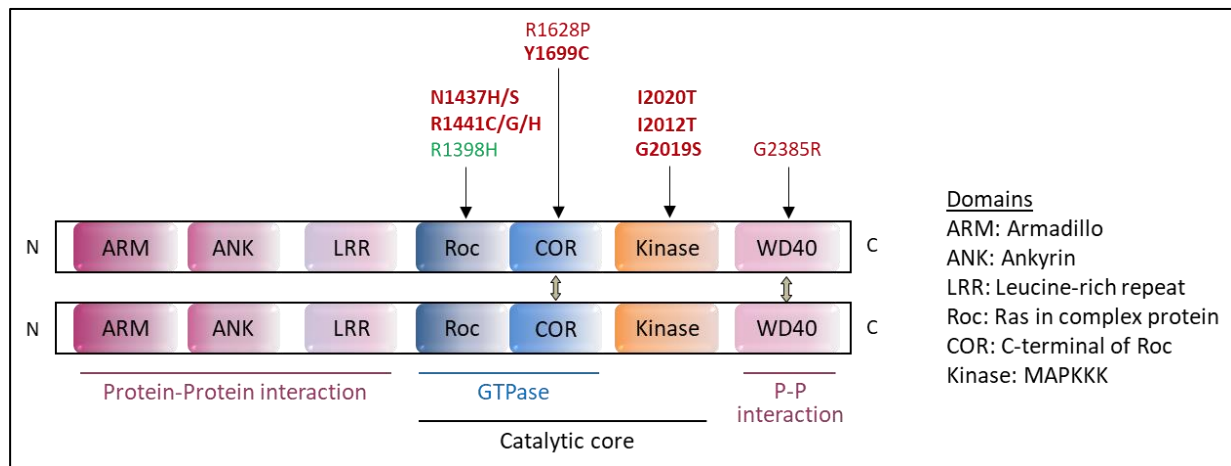 R1628P
Y1699C
N1437H/S
R1441C/G/H
R1398H
I2020T
I2012T
G2019S
G2385R
N ARM ANK LRR Roc COR Kinase WD40 C
N ARM ANK LRR Roc COR Kinase WD40 C
Protein-Protein interaction
GTPase
P-P
interaction
Catalytic core
Domains
ARM: Armadillo
ANK: Ankyrin
LRR: Leucine-rich repeat
Roc: Ras in complex protein
COR: C-terminal of Roc
Kinase: MAPKKK